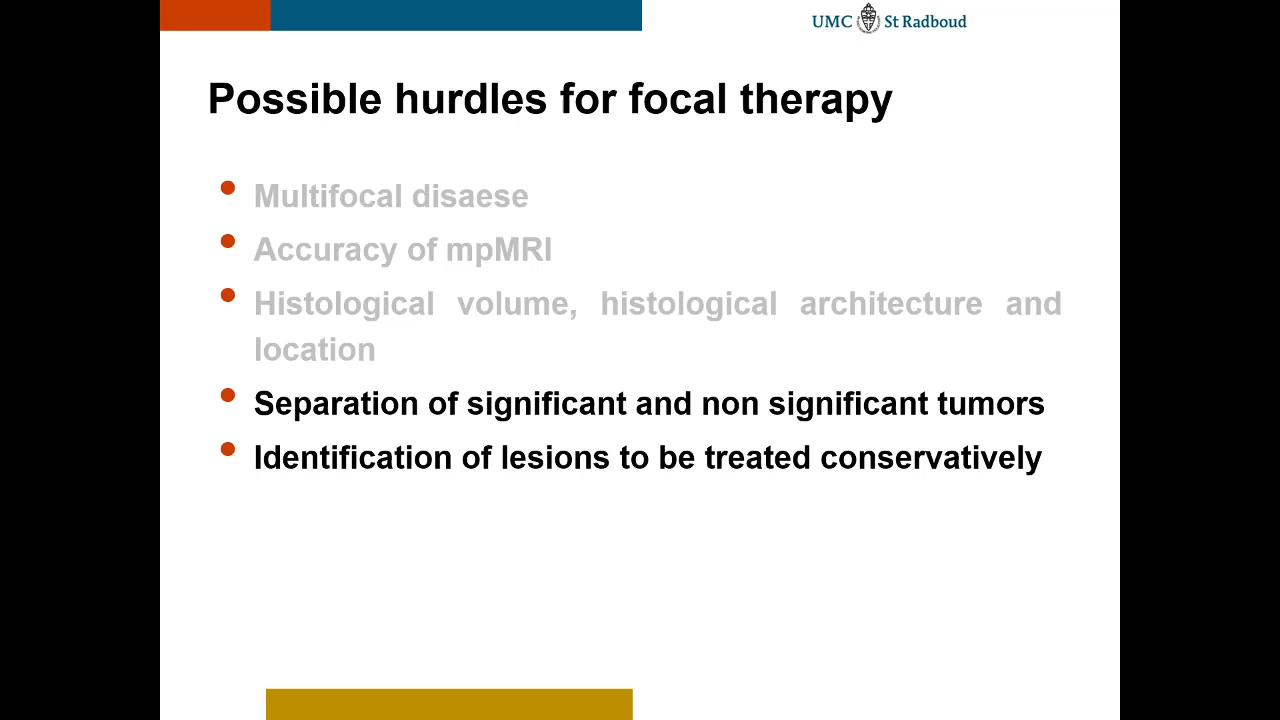 UMC St Radboud
Possible hurdles for focal therapy
Multifocal disaese
Accuracy of mpMRI
Histological volume, histological architecture and
location
Separation of significant and non significant tumors
Identification of lesions to be treated conservatively